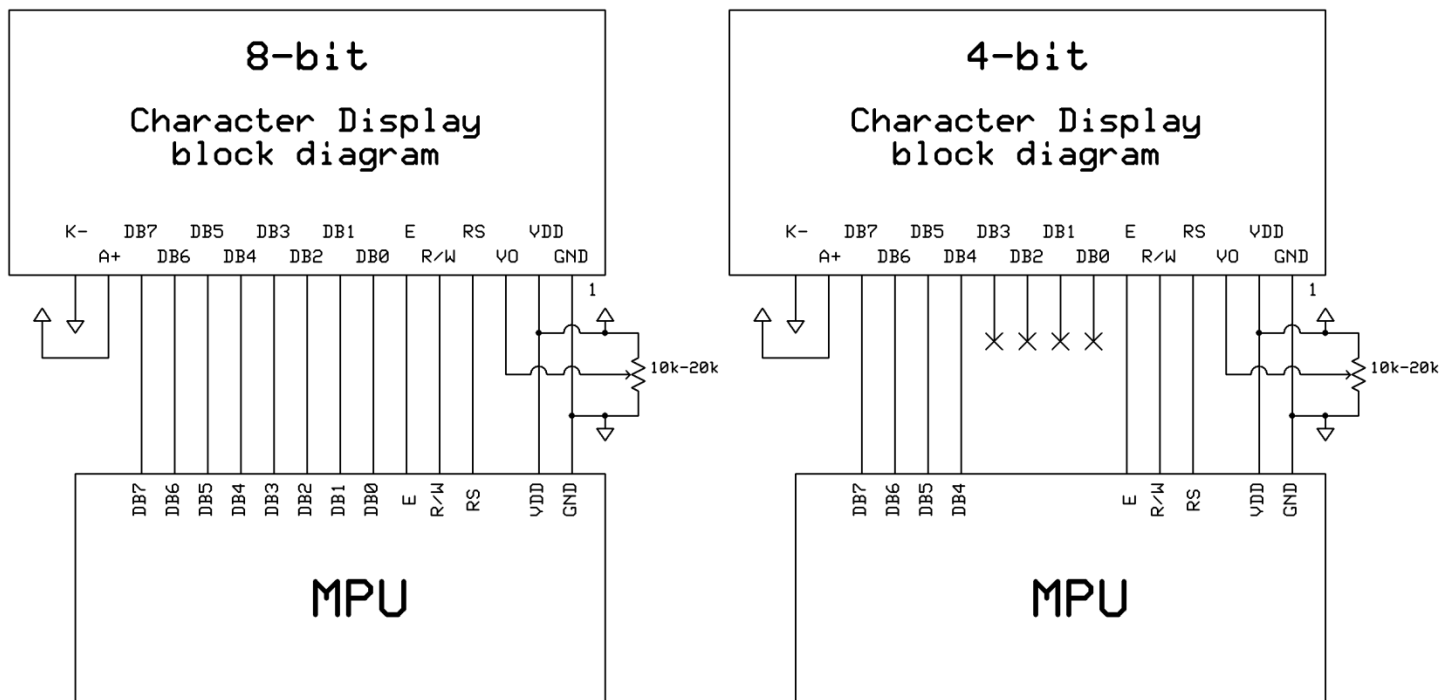 8-bit
Character Display
block diagram
K- DB7 DB5 DB3 DB1 E RS VDD
A+ DB6 DB4 DB2 DB0 R/W VO GND
1
10k-20k
DB7 DB6 DB5 DB4 DB3 DB2 DB1 DB0 E R/W RS VDD GND
MPU
4-bit
Character Display
block diagram
K- DB7 DB5 DB3 DB1 E RS VDD
A+ DB6 DB4 DB2 DB0 R/W VO GND
1
10k-20k
DB7 DB6 DB5 DB4 E R/W RS VDD GND
MPU